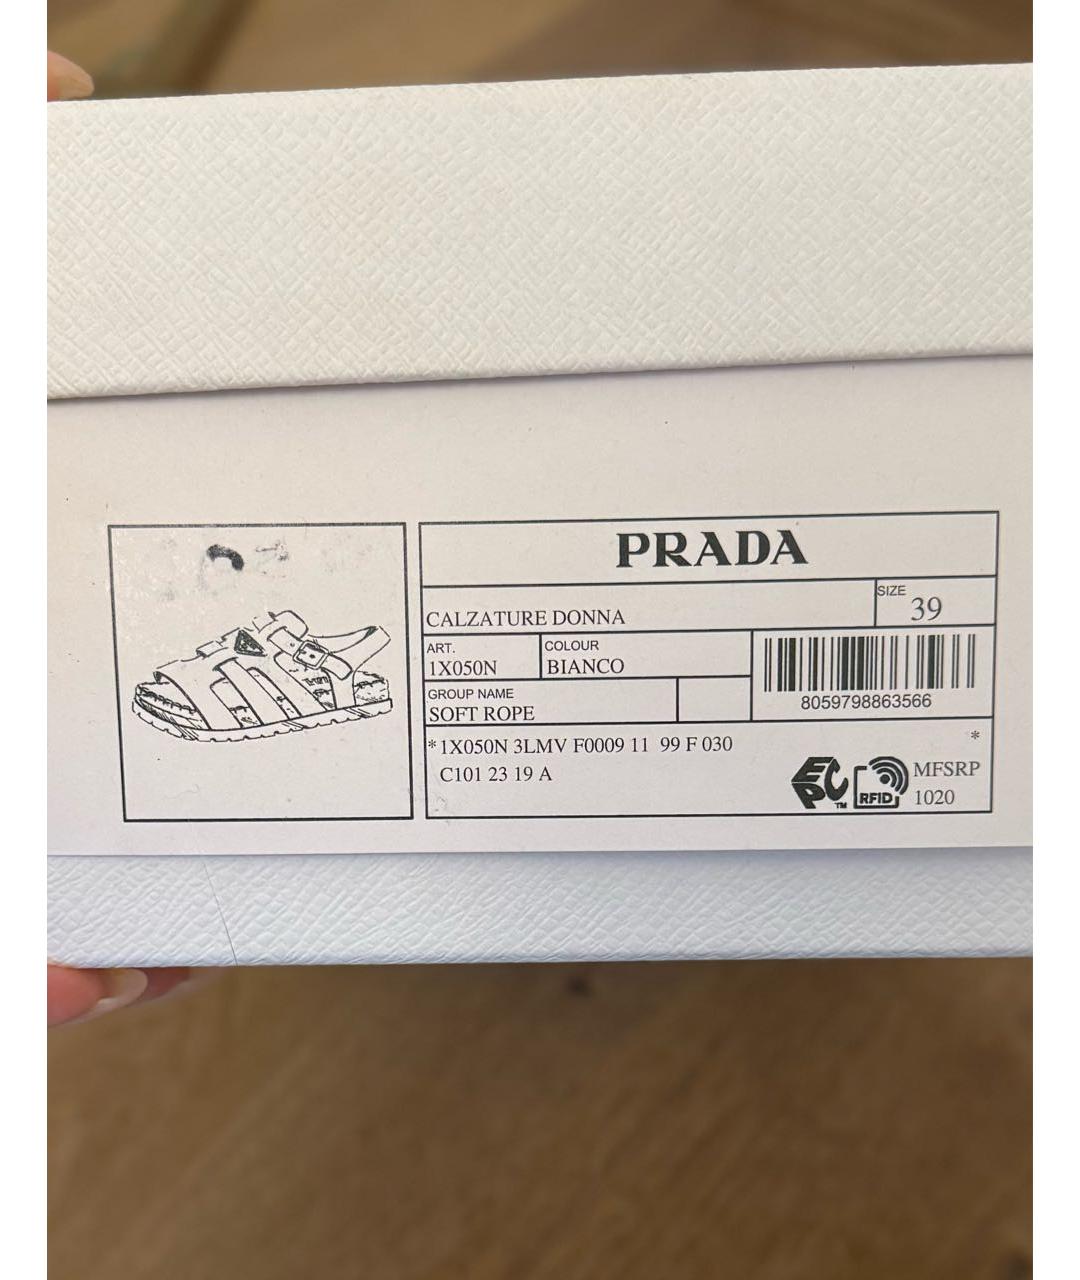 PRADA
CALZATURE DONNA
SIZE
39
ART.
1X050N
COLOUR
BIANCO
8059798863566
GROUP NAME
SOFT ROPE
*1X050N 3LMV F0009 11 99 F 030 *
C101 23 19 A
EPC™
RFID
MFSRP
1020